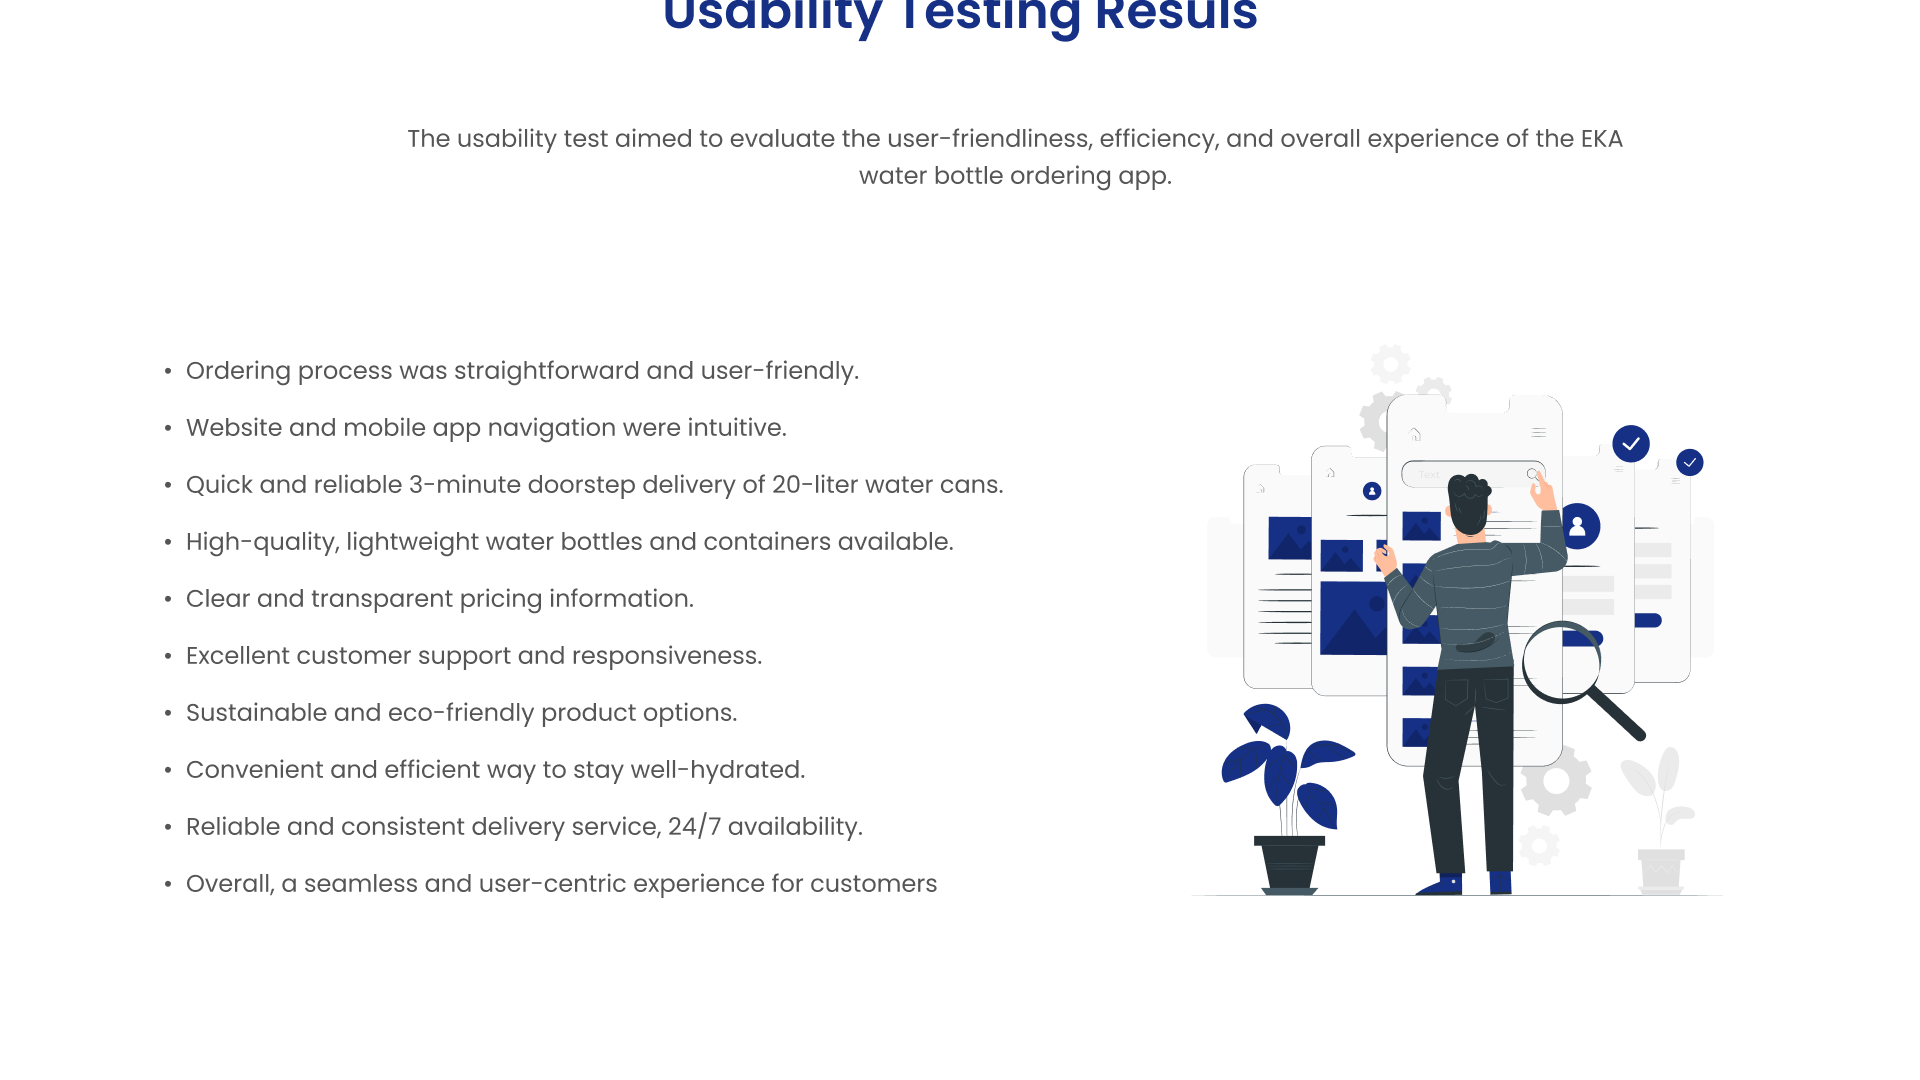 Usability Testing Resuls
The usability test aimed to evaluate the user-friendliness, efficiency, and overall experience of the EKA
water bottle ordering app.
• Ordering process was straightforward and user-friendly.
• Website and mobile app navigation were intuitive.
• Quick and reliable 3-minute doorstep delivery of 20-liter water cans.
• High-quality, lightweight water bottles and containers available.
• Clear and transparent pricing information.
• Excellent customer support and responsiveness.
• Sustainable and eco-friendly product options.
• Convenient and efficient way to stay well-hydrated.
• Reliable and consistent delivery service, 24/7 availability.
• Overall, a seamless and user-centric experience for customers
Text